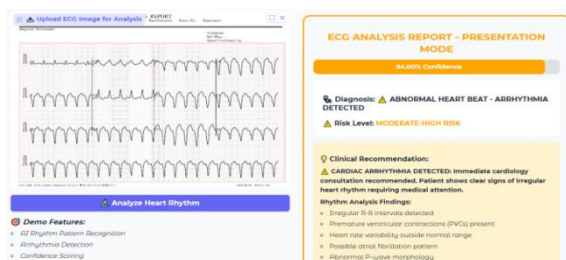 Upload ECG Image for Analysis
REPORT
Analyze Heart Rhythm
Demo Features:
AI Rhythm Pattern Recognition
Arrhythmia Detection
Confidence Scoring
ECG ANALYSIS REPORT - PRESENTATION
MODE
94.00% Confidence
Diagnosis: ⚠ ABNORMAL HEART BEAT - ARRHYTHMIA
DETECTED
⚠ Risk Level: MODERATE-HIGH RISK
Clinical Recommendation:
⚠ CARDIAC ARRHYTHMIA DETECTED: Immediate cardiology
consultation recommended. Patient shows clear signs of irregular
heart rhythm requiring medical attention.
Rhythm Analysis Findings:
Irregular R-R intervals detected
Premature ventricular contractions (PVCs) present
Heart rate variability outside normal range
Possible atrial fibrillation pattern
Abnormal P-wave morphology